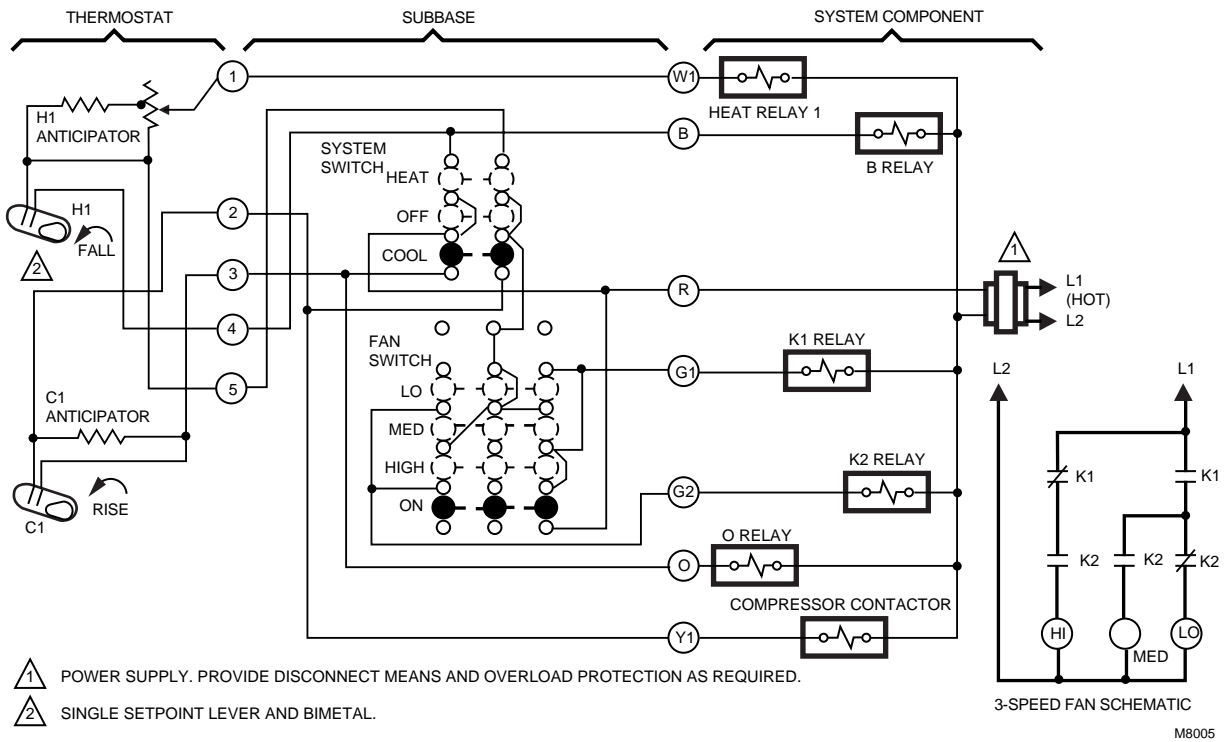 THERMOSTAT
SUBBASE
SYSTEM COMPONENT
1
W1
HEAT RELAY 1
H1
ANTICIPATOR
B
B RELAY
SYSTEM
SWITCH
HEAT
OFF
COOL
H1
FALL
2
2
3
4
5
R
1
L1
(HOT)
L2
FAN
SWITCH
LO
MED
HIGH
ON
K1 RELAY
G1
C1
ANTICIPATOR
RISE
C1
K2 RELAY
G2
O RELAY
O
COMPRESSOR CONTACTOR
Y1
L2
L1
K1
K1
K2
K2
K2
HI
MED
LO
3-SPEED FAN SCHEMATIC
1 POWER SUPPLY. PROVIDE DISCONNECT MEANS AND OVERLOAD PROTECTION AS REQUIRED.
2 SINGLE SETPOINT LEVER AND BIMETAL.
M8005